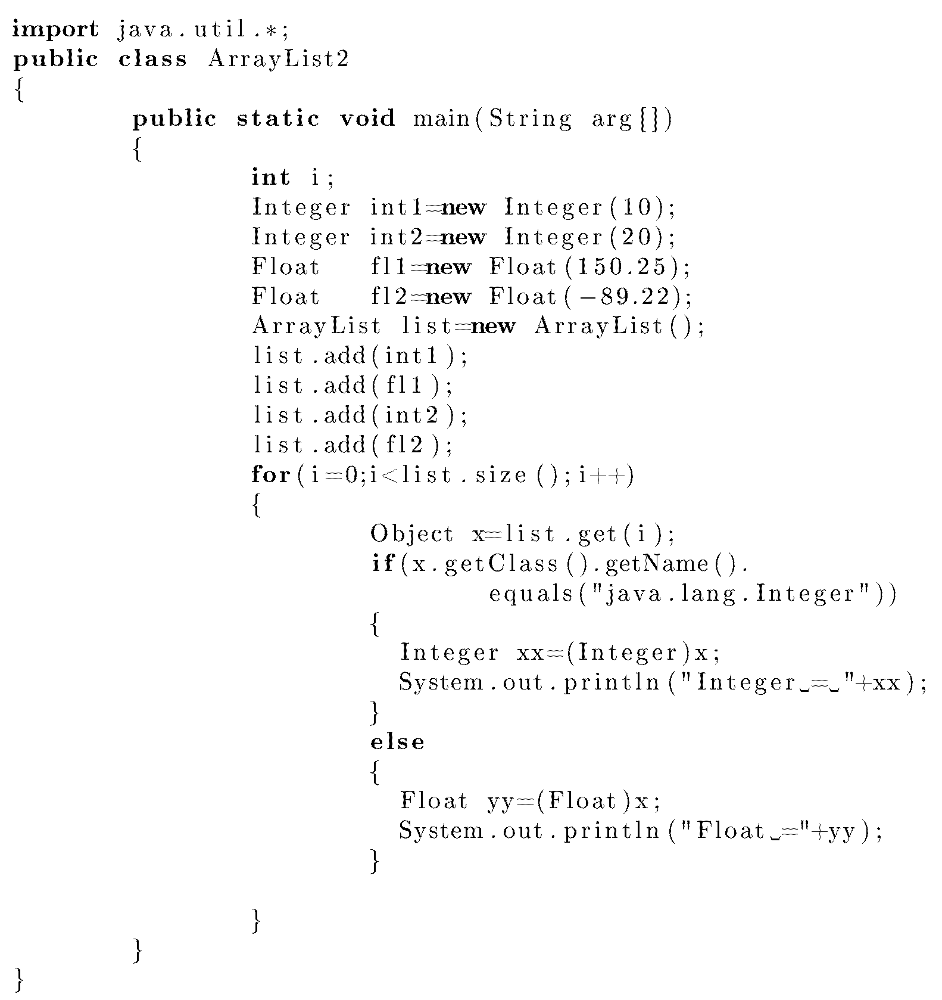 import java.util.*;
public class ArrayList2
{
public static void main(String arg[])
{
int i;
Integer int1=new Integer(10);
Integer int2=new Integer(20);
Float fl1=new Float(150.25);
Float fl2=new Float(-89.22);
ArrayList list=new ArrayList();
list.add(int1);
list.add(fl1);
list.add(int2);
list.add(fl2);
for(i=0;i<list.size();i++)
{
Object x=list.get(i);
if(x.getClass().getName().
equals("java.lang.Integer"))
{
Integer xx=(Integer)x;
System.out.println("Integer␣=␣"+xx);
}
else
{
Float yy=(Float)x;
System.out.println("Float␣="+yy);
}
}
}
}